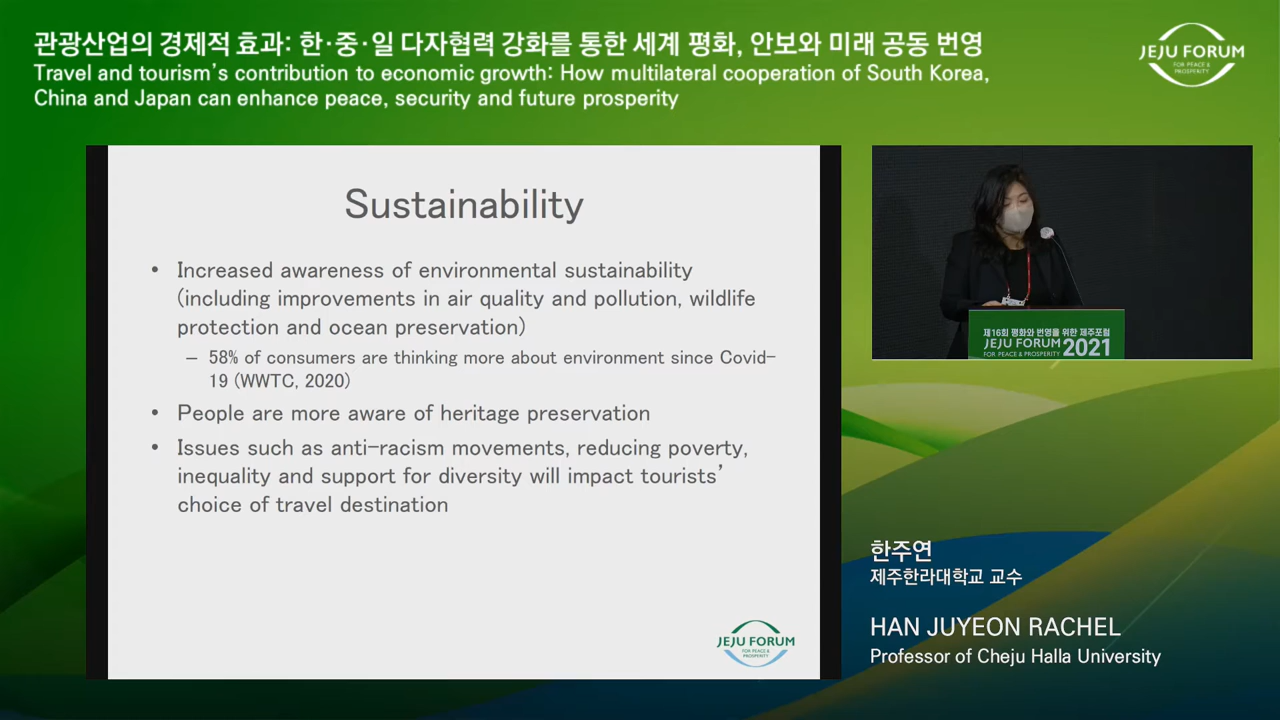 관광산업의 경제적 효과: 한·중·일 다자협력 강화를 통한 세계 평화, 안보와 미래 공동 번영
Travel and tourism's contribution to economic growth: How multilateral cooperation of South Korea,
China and Japan can enhance peace, security and future prosperity
JEJU FORUM
FOR PEACE &
PROSPERITY
Sustainability
• Increased awareness of environmental sustainability
(including improvements in air quality and pollution, wildlife
protection and ocean preservation)
– 58% of consumers are thinking more about environment since Covid-
19 (WWTC, 2020)
• People are more aware of heritage preservation
• Issues such as anti-racism movements, reducing poverty,
inequality and support for diversity will impact tourists'
choice of travel destination
JEJU FORUM
FOR PEACE &
PROSPERITY
제16회 평화와 번영을 위한 제주포럼
JEJU FORUM
FOR PEACE & PROSPERITY 2021
한주연
제주한라대학교 교수
HAN JUYEON RACHEL
Professor of Cheju Halla University